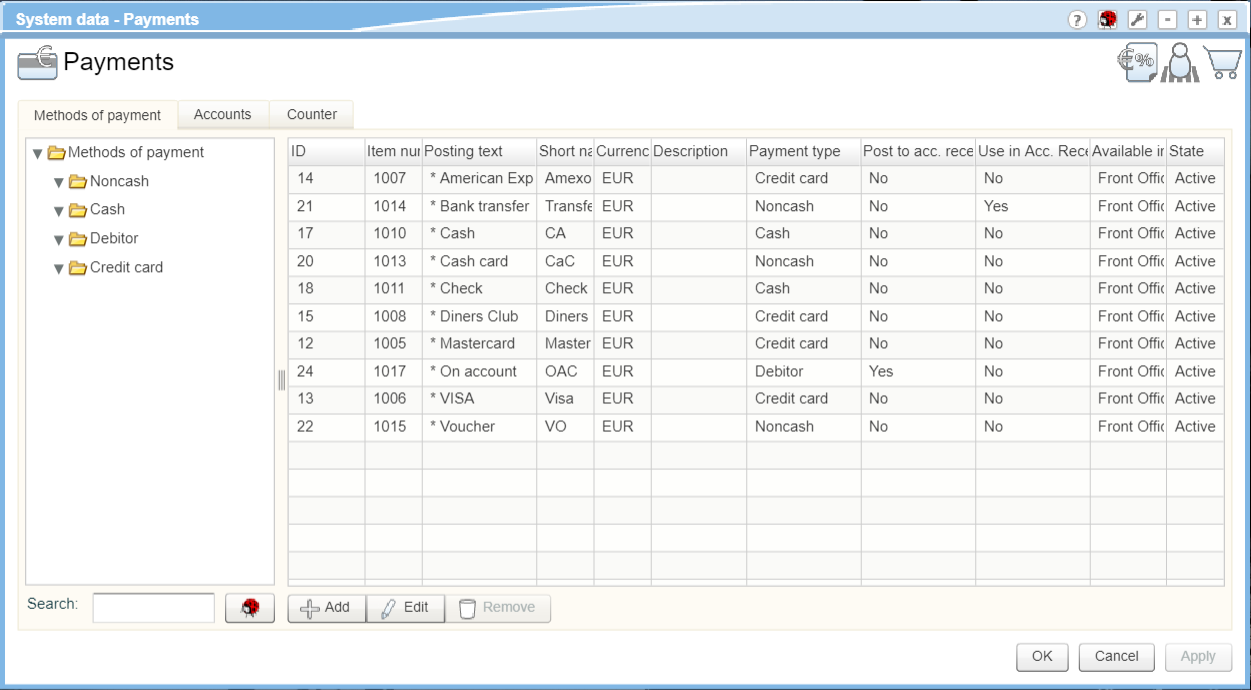 System data - Payments
?
-
+
x
Payments
€%
Methods of payment
Accounts
Counter
Methods of payment
Noncash
Cash
Debitor
Credit card
ID Item nur Posting text Short na Currenc Description Payment type Post to acc. rece Use in Acc. Rece Available in State
14 1007 * American Exp Amexo EUR Credit card No No Front Offic Active
21 1014 * Bank transfer Transfe EUR Noncash No Yes Front Offic Active
17 1010 * Cash CA EUR Cash No No Front Offic Active
20 1013 * Cash card CaC EUR Noncash No No Front Offic Active
18 1011 * Check Check EUR Cash No No Front Offic Active
15 1008 * Diners Club Diners EUR Credit card No No Front Offic Active
12 1005 * Mastercard Master EUR Credit card No No Front Offic Active
24 1017 * On account OAC EUR Debitor Yes No Front Offic Active
13 1006 * VISA Visa EUR Credit card No No Front Offic Active
22 1015 * Voucher VO EUR Noncash No No Front Offic Active
Search:
Add
Edit
Remove
OK
Cancel
Apply